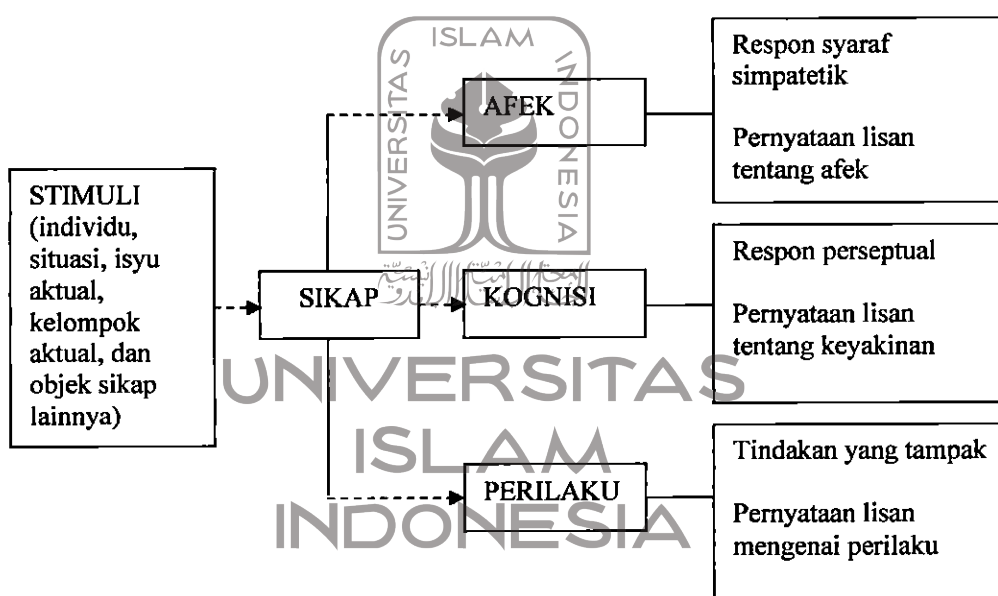 STIMULI
(individu,
situasi, isyu
aktual,
kelompok
aktual, dan
objek sikap
lainnya)
SIKAP
AFEK
Respon syaraf
simpatetik
Pernyataan lisan
tentang afek
KOGNISI
Respon perseptual
Pernyataan lisan
tentang keyakinan
PERILAKU
Tindakan yang tampak
Pernyataan lisan
mengenai perilaku
UNIVERSITAS
ISLAM
INDONESIA
UNIVERSITAS
ISLAM
INDONESIA